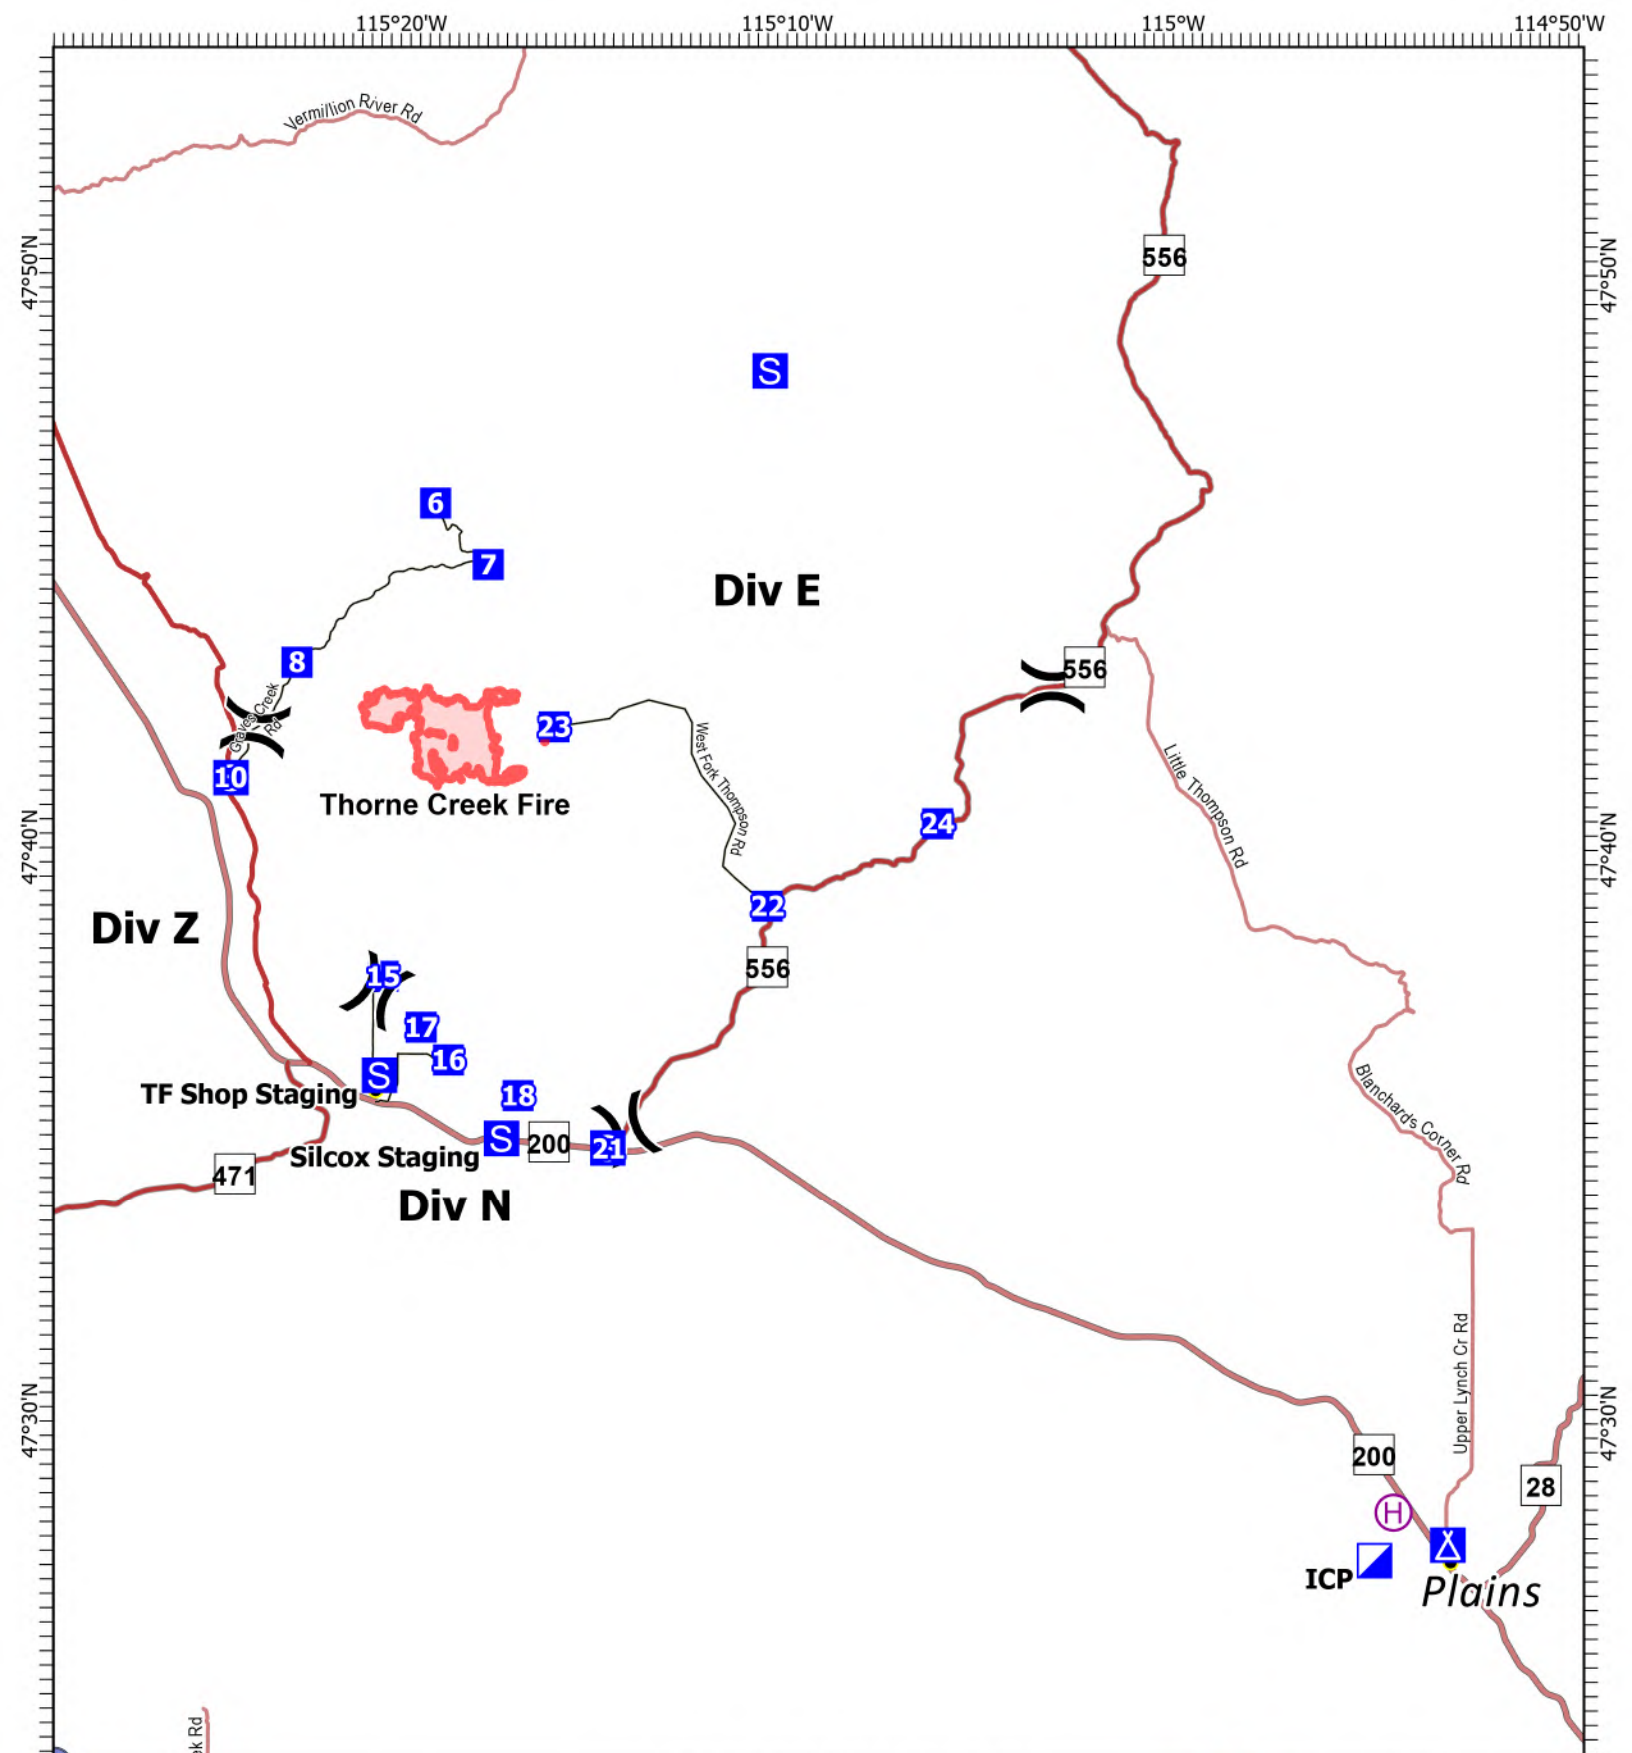 115°20'W 115°10'W 115°W 114°50'W
Vermillion River Rd
47°50'N
47°50'N
556
S
6
7
Div E
8
556
Graves Creek
Rd
23
West Fork Thompson Rd
10
Little Thompson Rd
Thorne Creek Fire
24
47°40'N
47°40'N
22
Div Z
556
15
17
16
S
TF Shop Staging
18
Blanchards Corner Rd
S
200
21
Silcox Staging
471
Div N
Upper Lynch Cr Rd
47°30'N
47°30'N
200
28
H
ICP
Plains
ek Rd